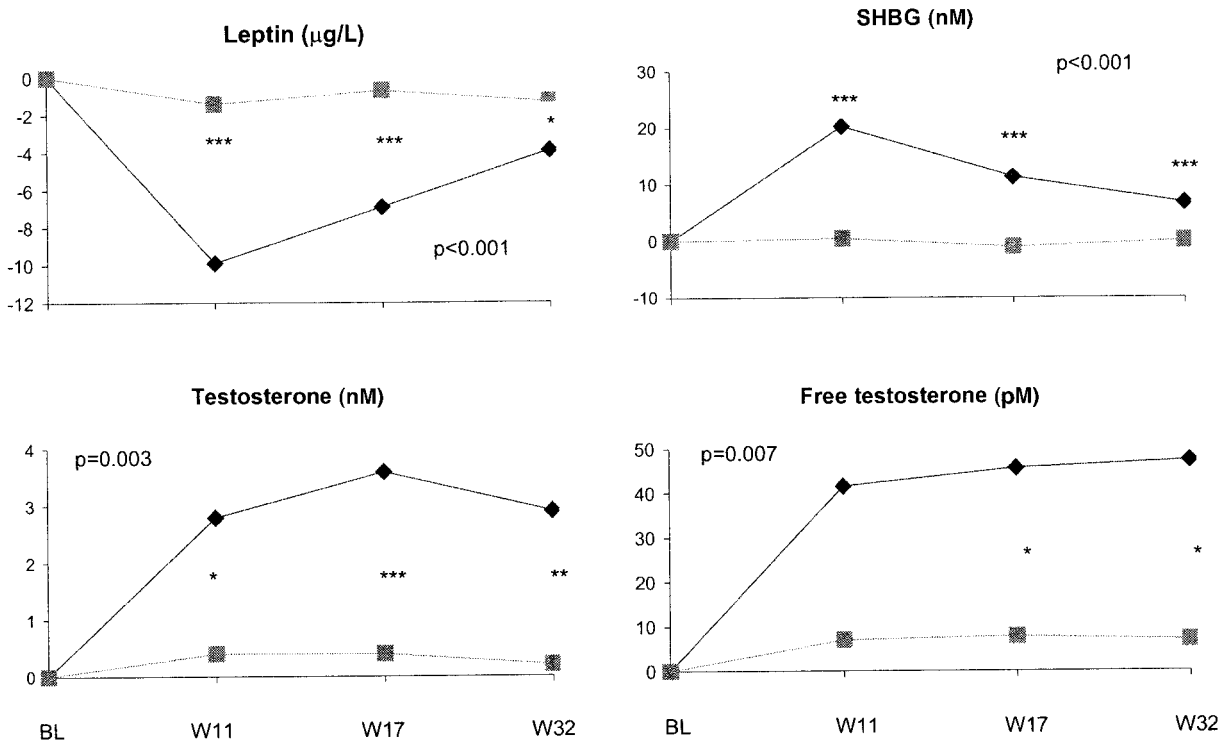 Leptin (μg/L)
0
-2
-4
-6
-8
-10
-12
***
***
*
p<0.001
SHBG (nM)
30
20
10
0
-10
p<0.001
***
***
***
Testosterone (nM)
4
3
2
1
0
p=0.003
*
***
**
BL
W11
W17
W32
Free testosterone (pM)
50
40
30
20
10
0
p=0.007
*
*
BL
W11
W17
W32